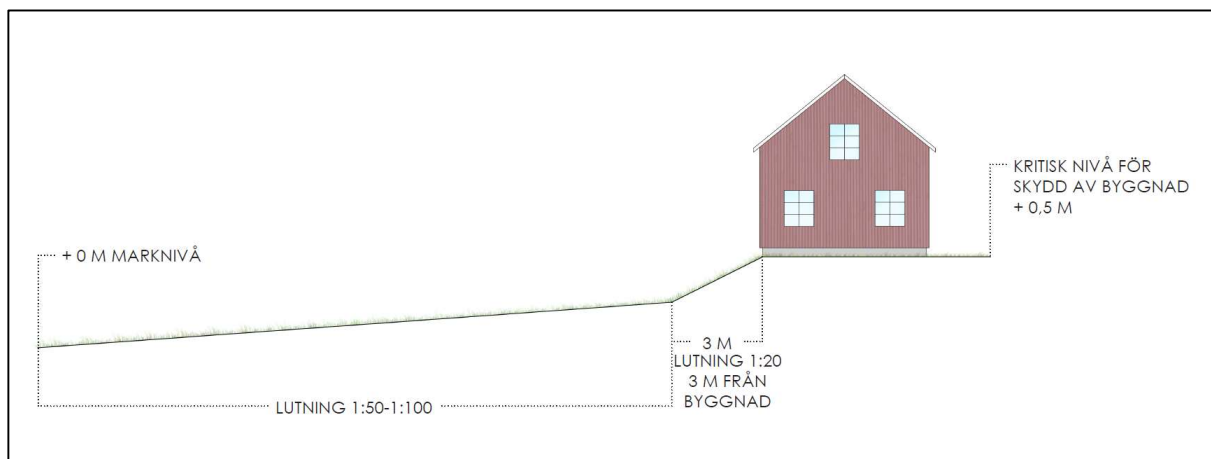 KRITISK NIVÅ FÖR
SKYDD AV BYGGNAD
+ 0,5 M
+ 0 M MARKNIVÅ
3 M
LUTNING 1:20
3 M FRÅN
BYGGNAD
LUTNING 1:50-1:100